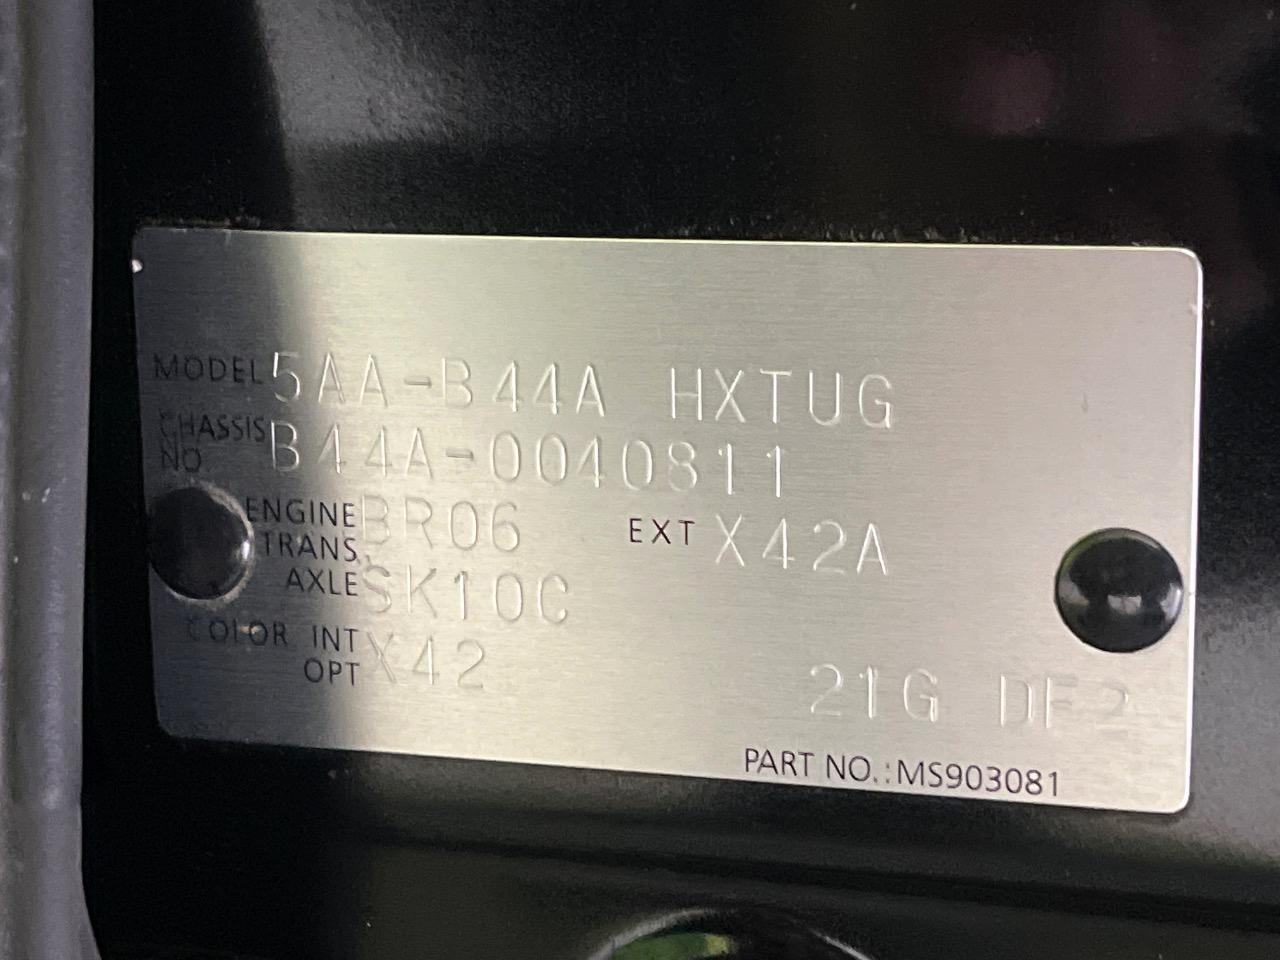 MODEL 5AA-B44A HXTUG
CHASSIS NO. B44A-0040811
ENGINE BR06 EXT X42A
TRANS. AXLE SK10C
COLOR INT X42
OPT
21G DF2
PART NO.:MS903081